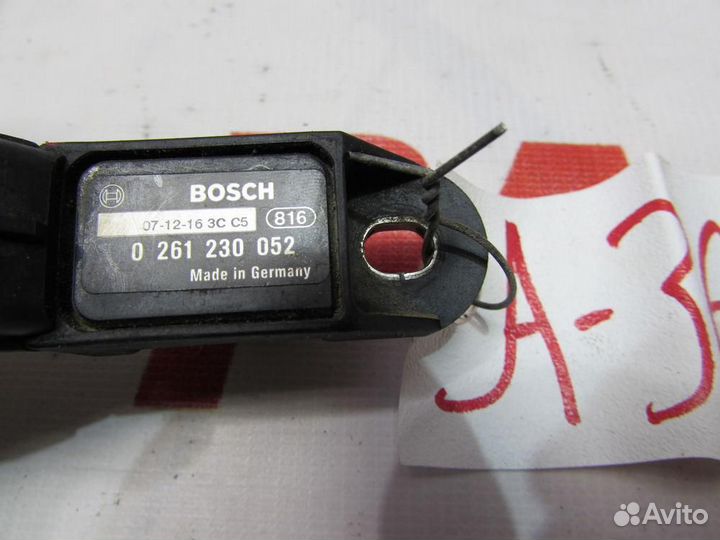 BOSCH
07-12-16 3C C5 816
0 261 230 052
Made in Germany
A-3
Avito